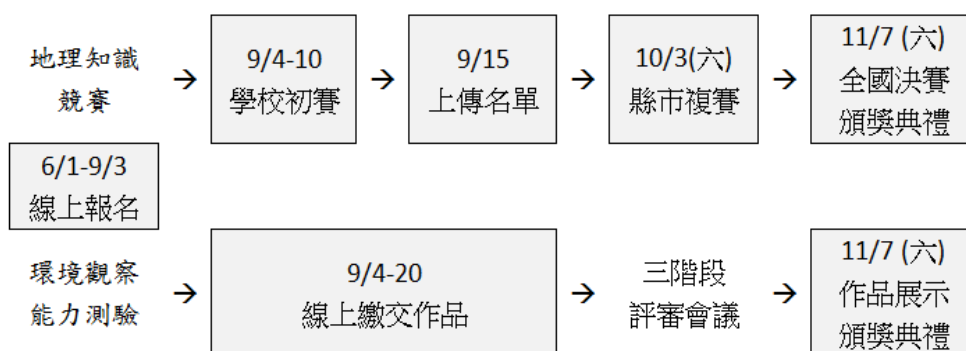 地理知識
競賽
→
9/4-10
學校初賽
→
9/15
上傳名單
→
10/3(六)
縣市複賽
→
11/7 (六)
全國決賽
頒獎典禮
6/1-9/3
線上報名
環境觀察
能力測驗
→
9/4-20
線上繳交作品
→
三階段
評審會議
→
11/7 (六)
作品展示
頒獎典禮